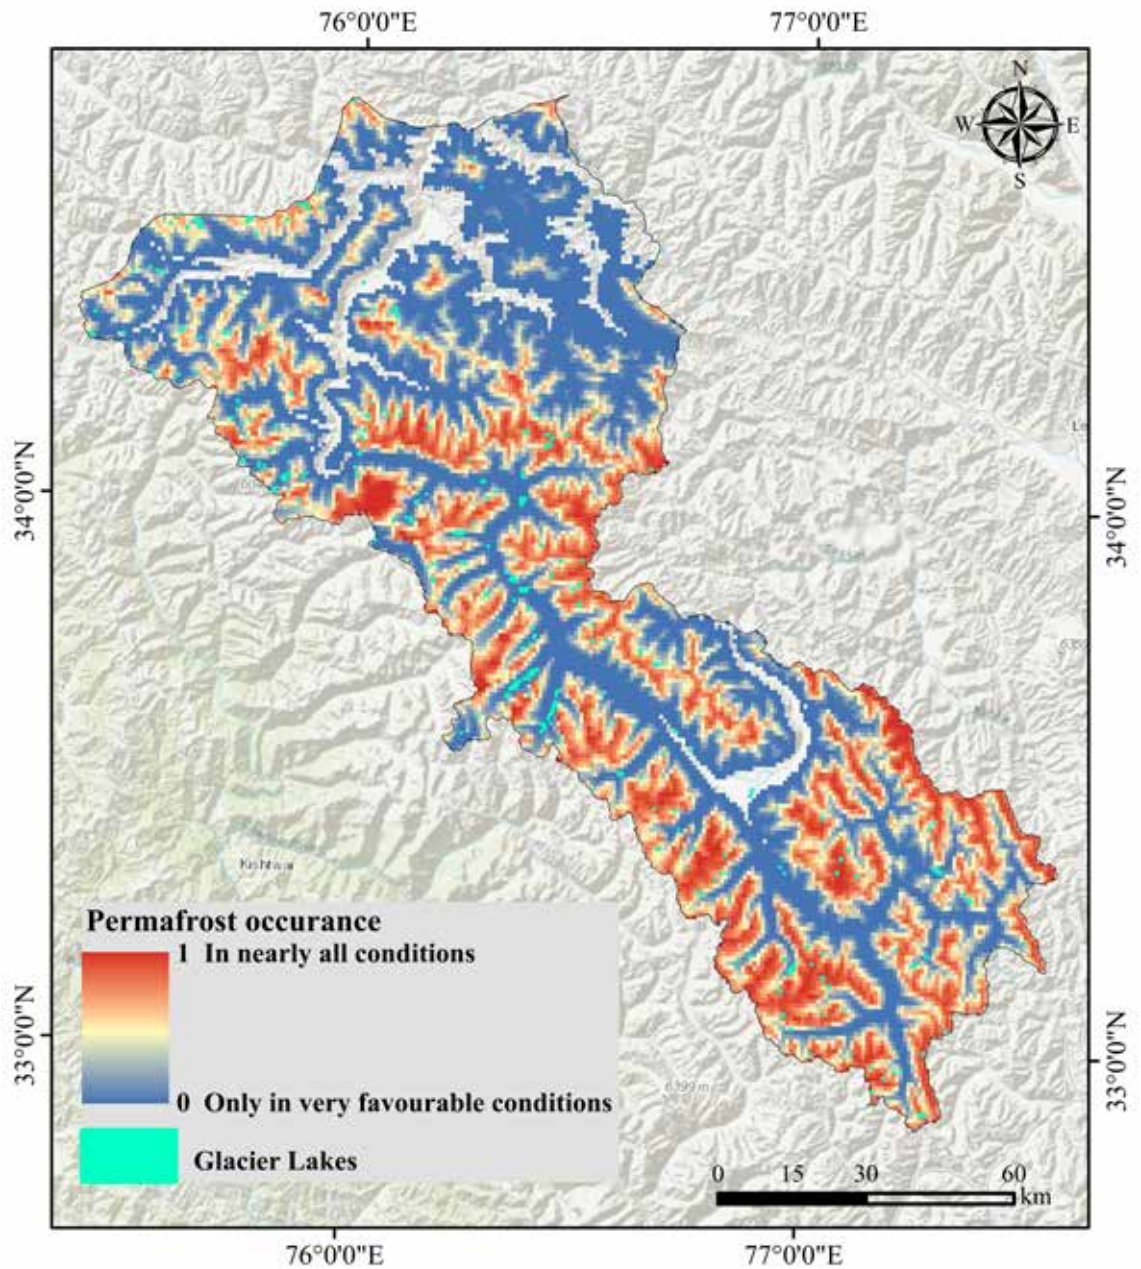 76°0'0"E 77°0'0"E
N
W E
S
34°0'0"N
34°0'0"N
Kishtwar
Permafrost occurance
1 In nearly all conditions
0 Only in very favourable conditions
Glacier Lakes
33°0'0"N
33°0'0"N
6399 m
0 15 30 60
km
76°0'0"E 77°0'0"E